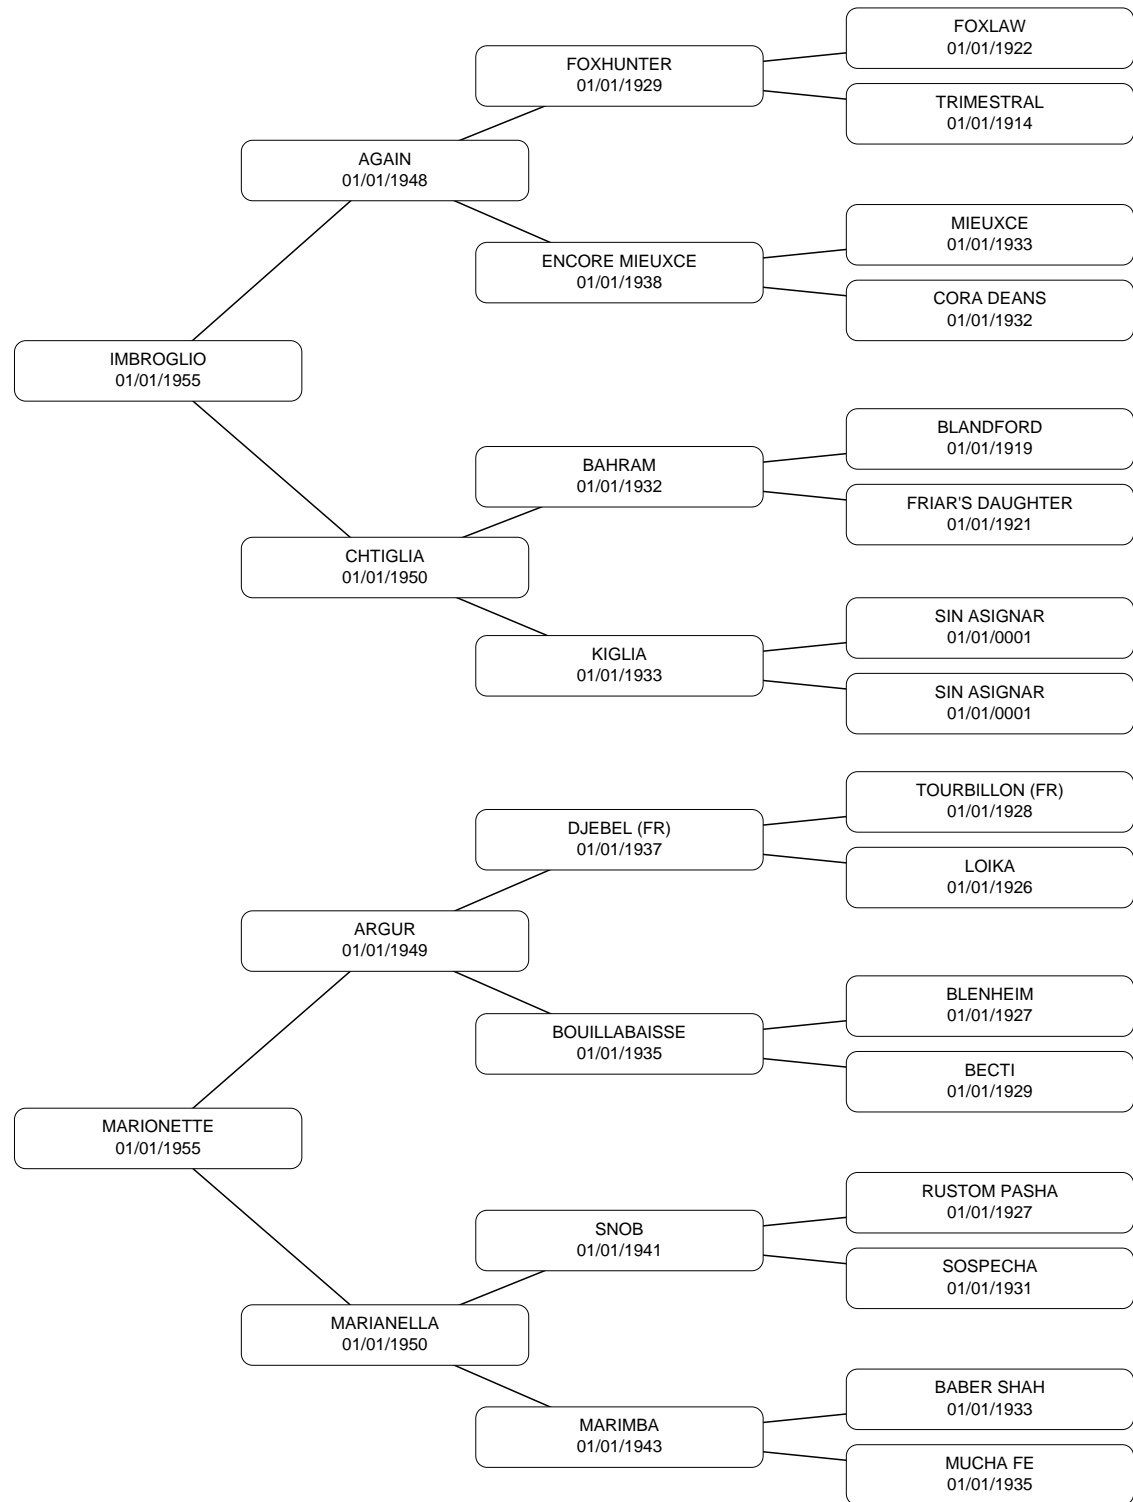 FOXLAW
01/01/1922
FOXHUNTER
01/01/1929
TRIMESTRAL
01/01/1914
AGAIN
01/01/1948
MIEUXCE
01/01/1933
ENCORE MIEUXCE
01/01/1938
CORA DEANS
01/01/1932
IMBROGLIO
01/01/1955
BLANDFORD
01/01/1919
BAHRAM
01/01/1932
FRIAR'S DAUGHTER
01/01/1921
CHTIGLIA
01/01/1950
SIN ASIGNAR
01/01/0001
KIGLIA
01/01/1933
SIN ASIGNAR
01/01/0001
TOURBILLON (FR)
01/01/1928
DJEBEL (FR)
01/01/1937
LOIKA
01/01/1926
ARGUR
01/01/1949
BLENHEIM
01/01/1927
BOUILLABAISSE
01/01/1935
BECTI
01/01/1929
MARIONETTE
01/01/1955
RUSTOM PASHA
01/01/1927
SNOB
01/01/1941
SOSPECHA
01/01/1931
MARIANELLA
01/01/1950
BABER SHAH
01/01/1933
MARIMBA
01/01/1943
MUCHA FE
01/01/1935